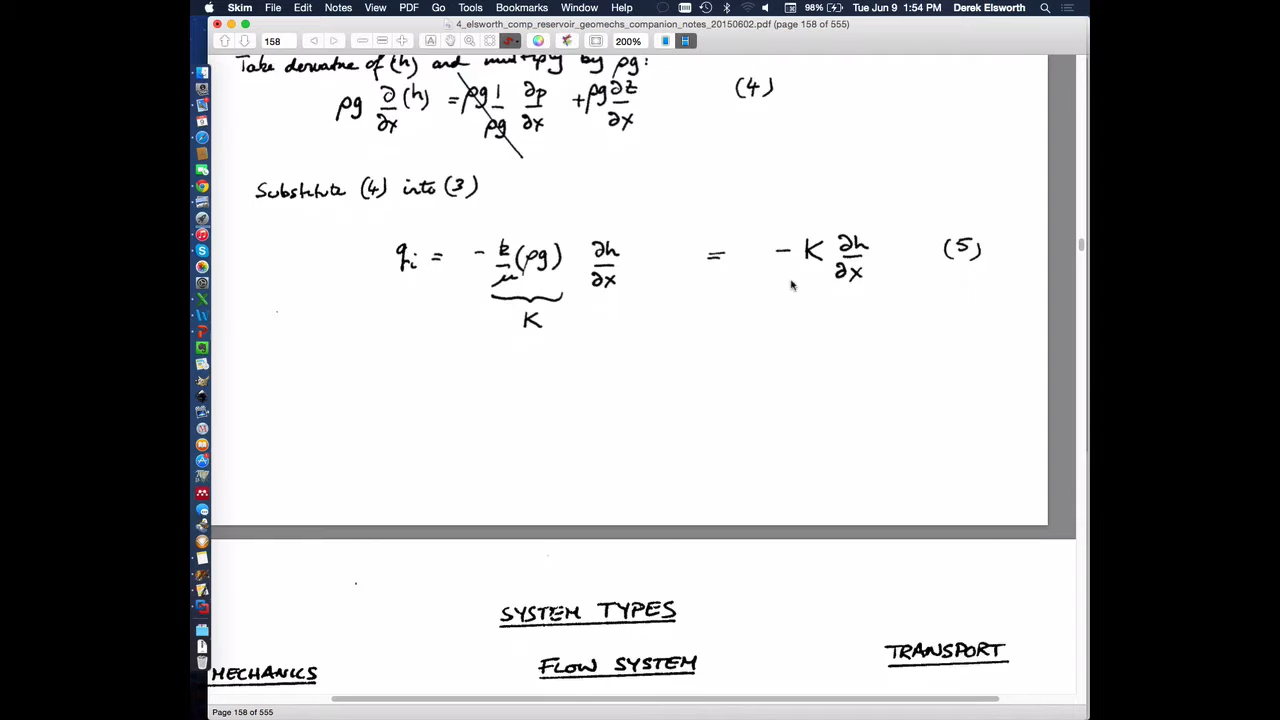 Skim File Edit Notes View PDF Go Tools Bookmarks Window Help 98% Tue Jun 9 1:54 PM Derek Elsworth
4_elsworth_comp_reservoir_geomechs_companion_notes_20150602.pdf (page 158 of 555)
158 200%
Take derivative of (h) and multiply by ρg:
ρg ∂/∂x (h) = ρg 1/ρg ∂p/∂x + ρg ∂z/∂x (4)
Substitute (4) into (3)
qi = - k/μ (ρg) ∂h/∂x = - K ∂h/∂x (5)
K
SYSTEM TYPES
MECHANICS FLOW SYSTEM TRANSPORT
Page 158 of 555